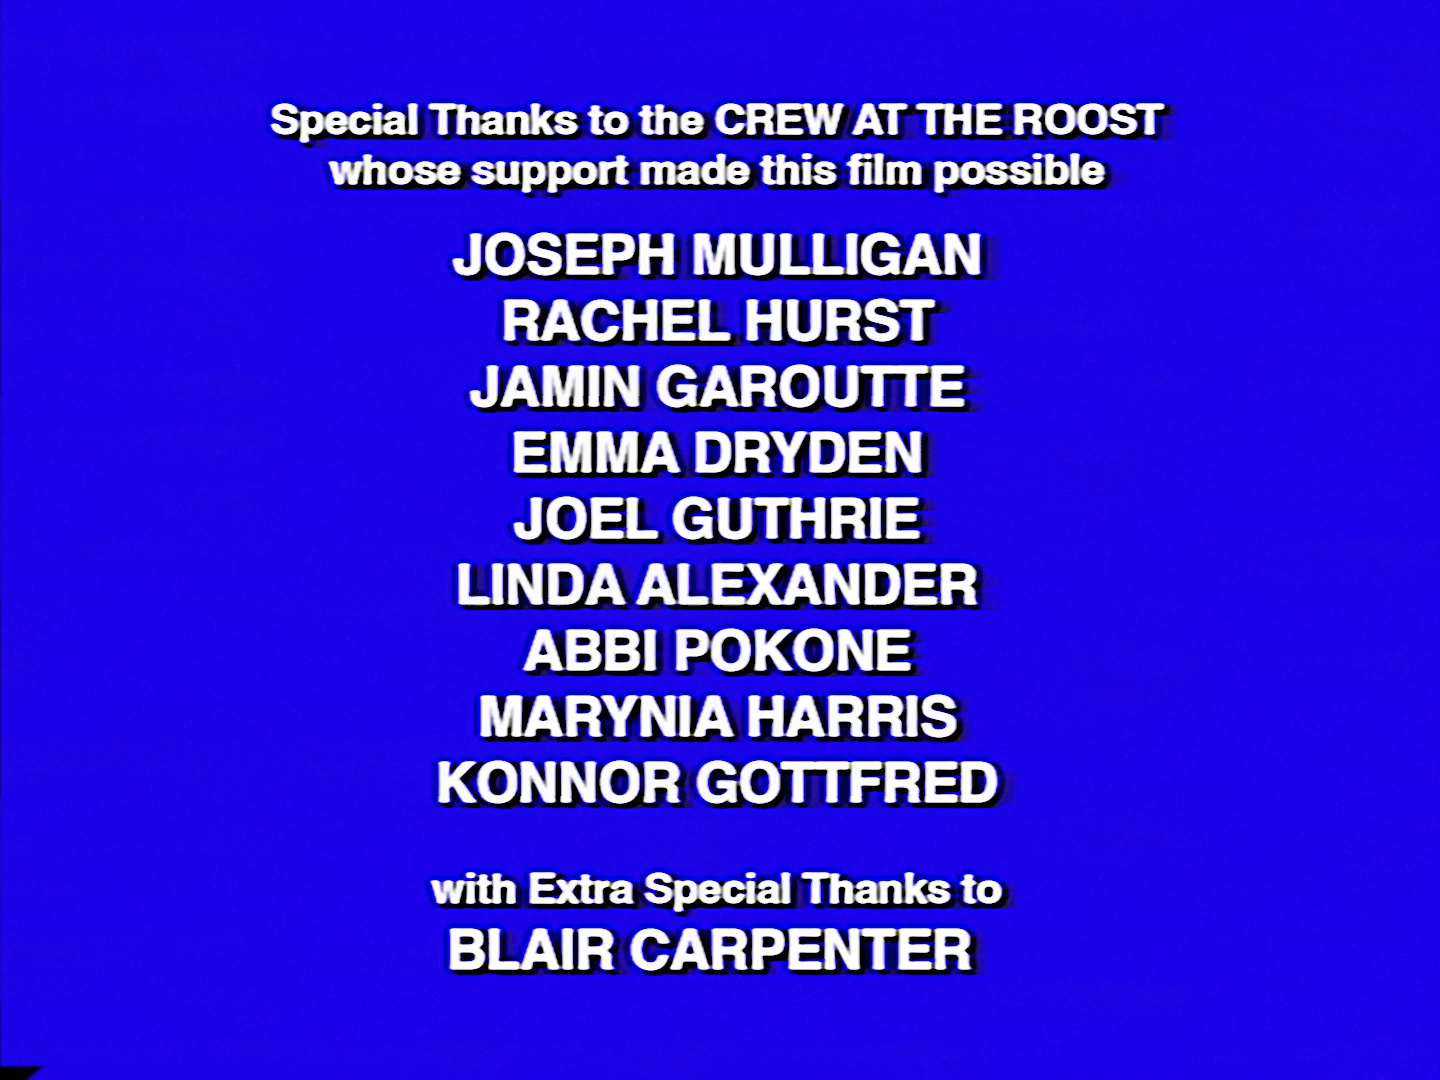 Special Thanks to the CREW AT THE ROOST
whose support made this film possible
JOSEPH MULLIGAN
RACHEL HURST
JAMIN GAROUTTE
EMMA DRYDEN
JOEL GUTHRIE
LINDA ALEXANDER
ABBI POKONE
MARYNIA HARRIS
KONNOR GOTTFRED
with Extra Special Thanks to
BLAIR CARPENTER